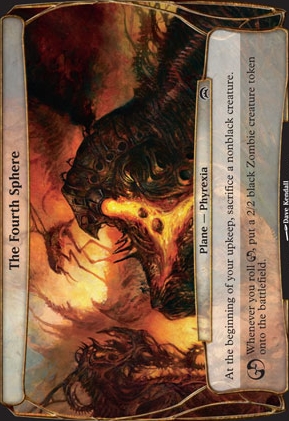 The Fourth Sphere
Plane — Phyrexia
At the beginning of your upkeep, sacrifice a nonblack creature.
Whenever you roll , put a 2/2 black Zombie creature token
onto the battlefield.
Dave Kendall